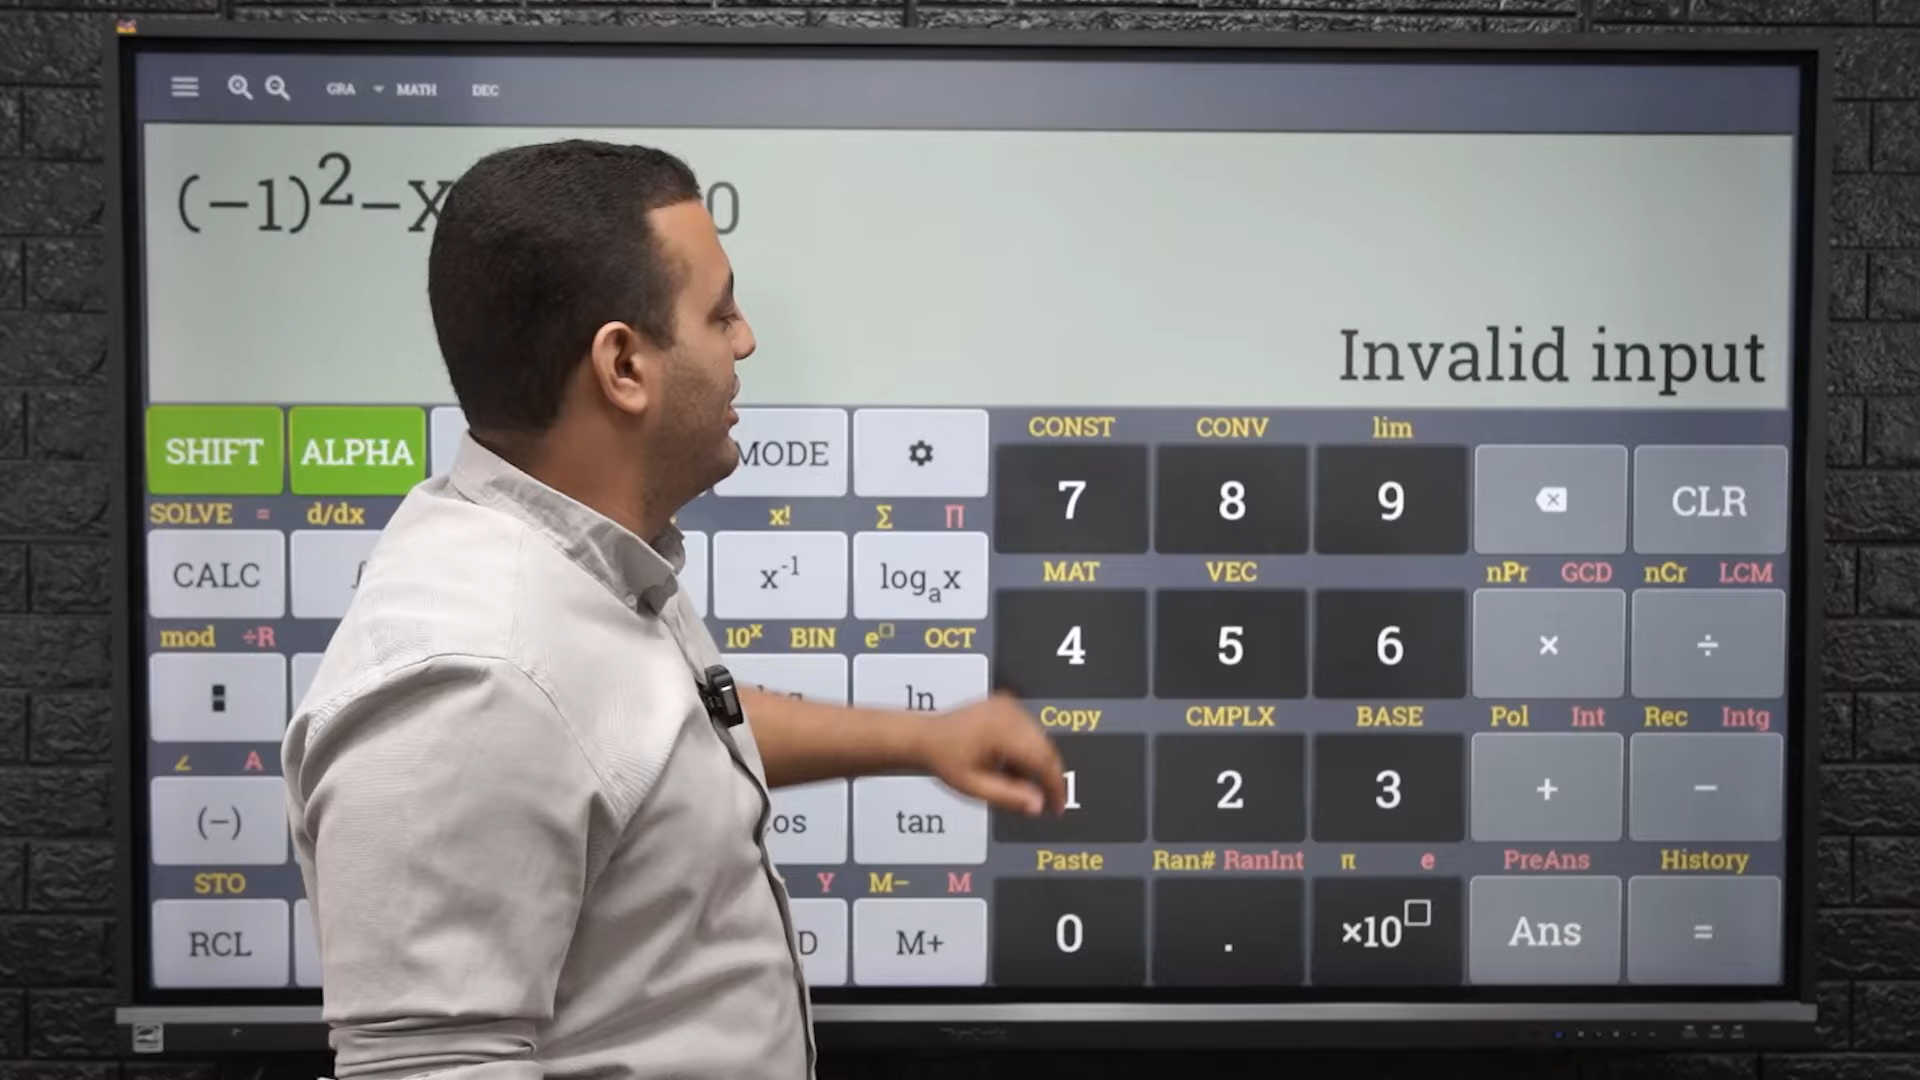 GRA MATH DEC
(−1)²−X 0
Invalid input
SHIFT ALPHA MODE
CONST CONV lim
7 8 9 CLR
SOLVE = d/dx x! Σ Π
MAT VEC nPr GCD nCr LCM
CALC x⁻¹ logₐx
4 5 6 × ÷
mod ÷R 10ˣ BIN e□ OCT
ln
Copy CMPLX BASE Pol Int Rec Intg
∠ A
1 2 3 + −
(−) cos tan
Paste Ran# RanInt π e PreAns History
STO Y M− M
RCL D M+
0 . ×10□ Ans =